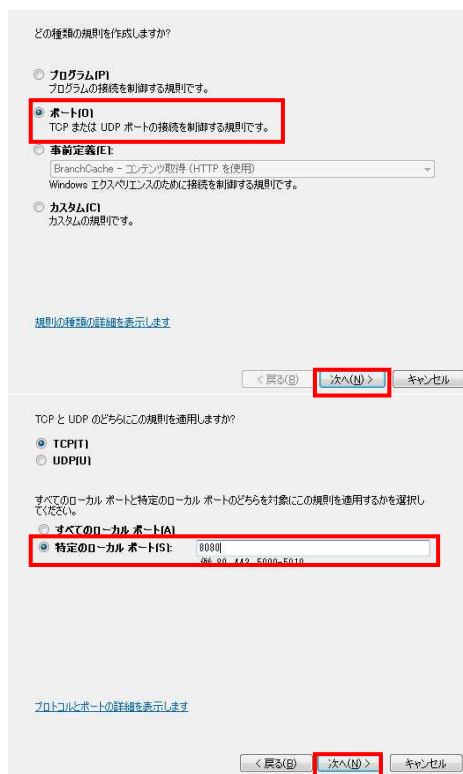 どの種類の規則を作成しますか?
プログラム(P)
プログラムの接続を制御する規則です。
ポート(O)
TCP または UDP ポートの接続を制御する規則です。
事前定義(E):
BranchCache - コンテンツ取得 (HTTP を使用)
Windows エクスペリエンスのために接続を制御する規則です。
カスタム(C)
カスタムの規則です。
規則の種類の詳細を表示します
< 戻る(B) 次へ(N) > キャンセル
TCP と UDP のどちらにこの規則を適用しますか?
TCP(T)
UDP(U)
すべてのローカル ポートと特定のローカル ポートのどちらを対象にこの規則を適用するかを選択し
てください。
すべてのローカル ポート(A)
特定のローカル ポート(S): 8080
例: 80、443、5000-5010
プロトコルとポートの詳細を表示します
< 戻る(B) 次へ(N) > キャンセル